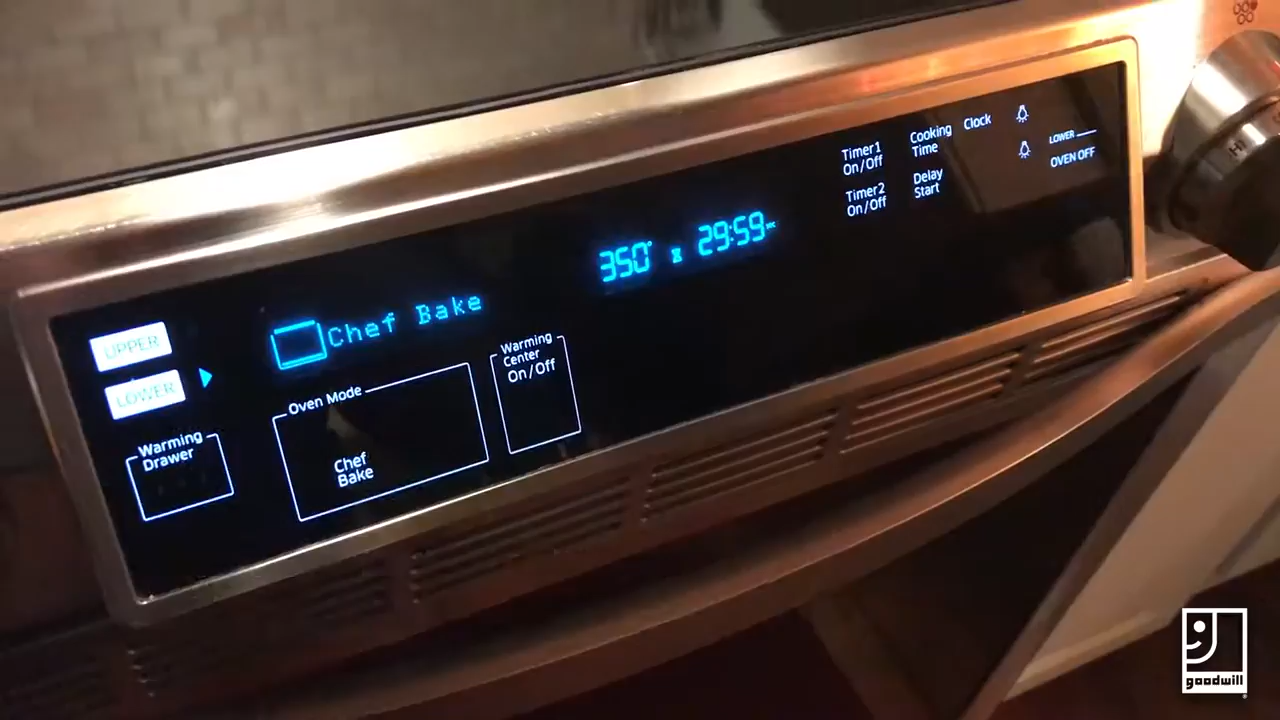 UPPER
LOWER
Warming
Drawer
Chef Bake
Oven Mode
Chef
Bake
Warming
Center
On/Off
350°
29:59
Timer1
On/Off
Timer2
On/Off
Cooking
Time
Delay
Start
Clock
LOWER
OVEN OFF
HI
goodwill